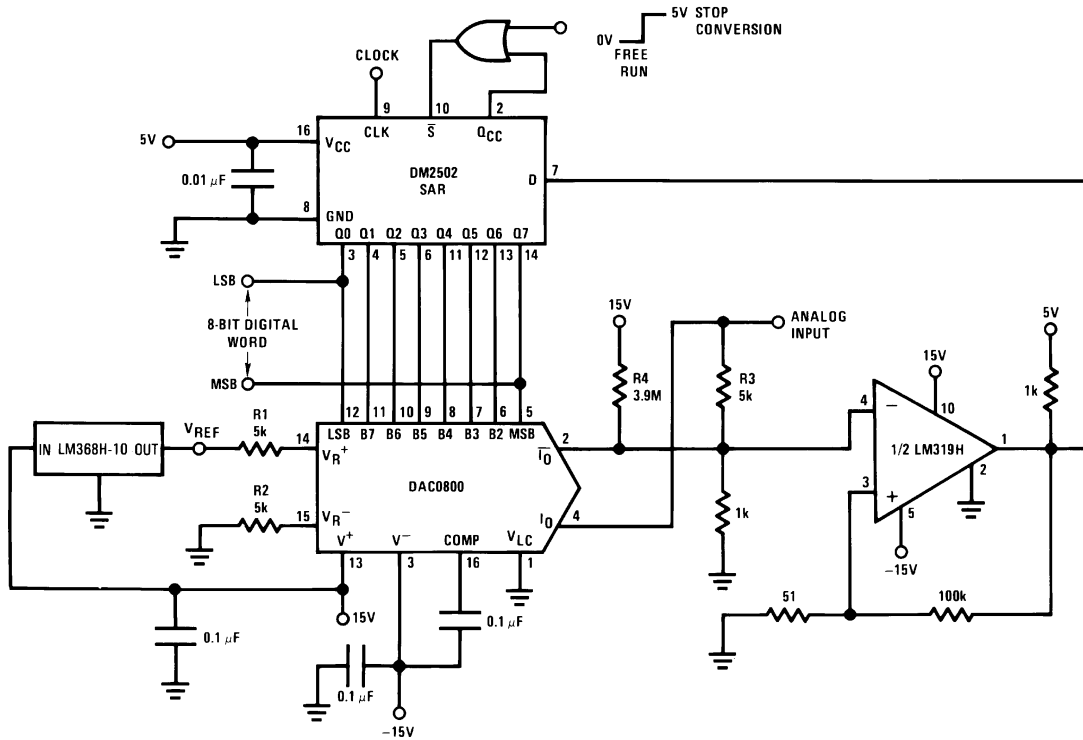 5V STOP
CONVERSION
0V
FREE
RUN
CLOCK
9
10
2
CLK
S̅
QCC
5V
16
VCC
DM2502
SAR
D
7
0.01 μF
8
GND
Q0 Q1 Q2 Q3 Q4 Q5 Q6 Q7
3 4 5 6 11 12 13 14
LSB
8-BIT DIGITAL
WORD
MSB
15V
ANALOG
INPUT
5V
R4
3.9M
R3
5k
15V
1k
12 11 10 9 8 7 6 5
LSB B7 B6 B5 B4 B3 B2 MSB
IN LM368H-10 OUT
VREF
R1
5k
14
VR+
2
I̅O̅
4
−
10
1/2 LM319H
1
2
DAC0800
R2
5k
15
VR−
IO
4
1k
3
+
5
−15V
V+
V−
COMP
VLC
13
3
16
1
15V
0.1 μF
0.1 μF
0.1 μF
−15V
51
100k